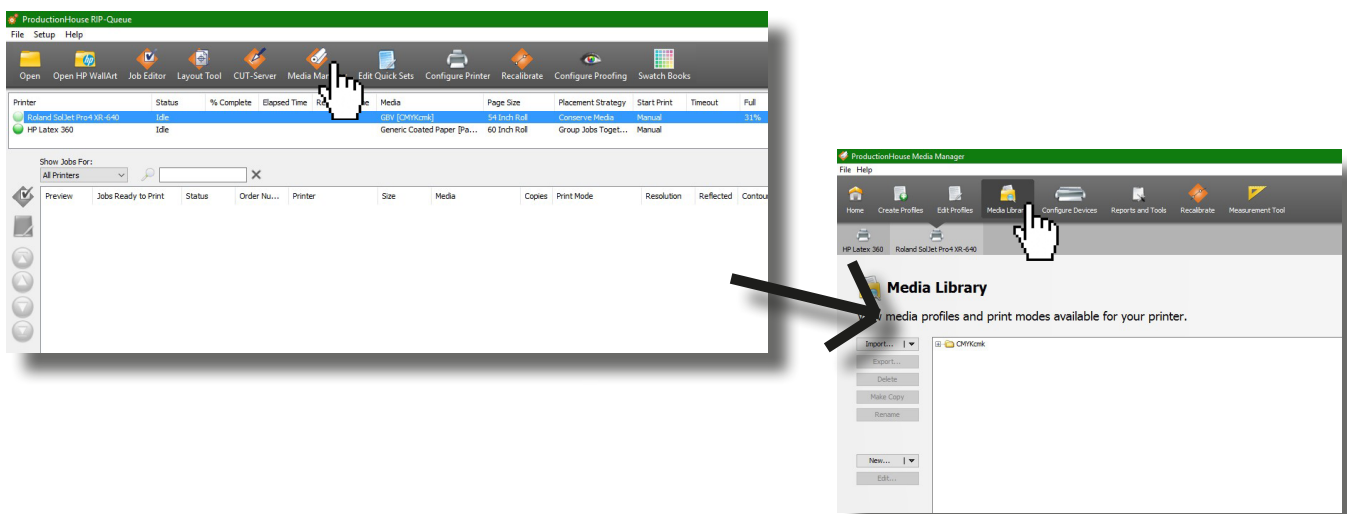 ProductionHouse RIP-Queue
File Setup Help
Open Open HP WallArt Job Editor Layout Tool CUT-Server Media Edit Quick Sets Configure Printer Recalibrate Configure Proofing Swatch Books
Printer Status % Complete Elapsed Time Media Page Size Placement Strategy Start Print Timeout Full
Roland SolJet Pro4 XR-640 Idle GBV [CMYKcmk] 54 Inch Roll Conserve Media Manual 31%
HP Latex 360 Idle Generic Coated Paper [Pa... 60 Inch Roll Group Jobs Toget... Manual
Show Jobs For:
All Printers
Preview Jobs Ready to Print Status Order Nu... Printer Size Media Copies Print Mode Resolution Reflected Contou
ProductionHouse Media Manager
File Help
Home Create Profiles Edit Profiles Media Library Configure Devices Reports and Tools Recalibrate Measurement Tool
HP Latex 360 Roland SolJet Pro4 XR-640
Media Library
media profiles and print modes available for your printer.
Import... CMYKcmk
Export...
Delete
Make Copy
Rename
New...
Edit...